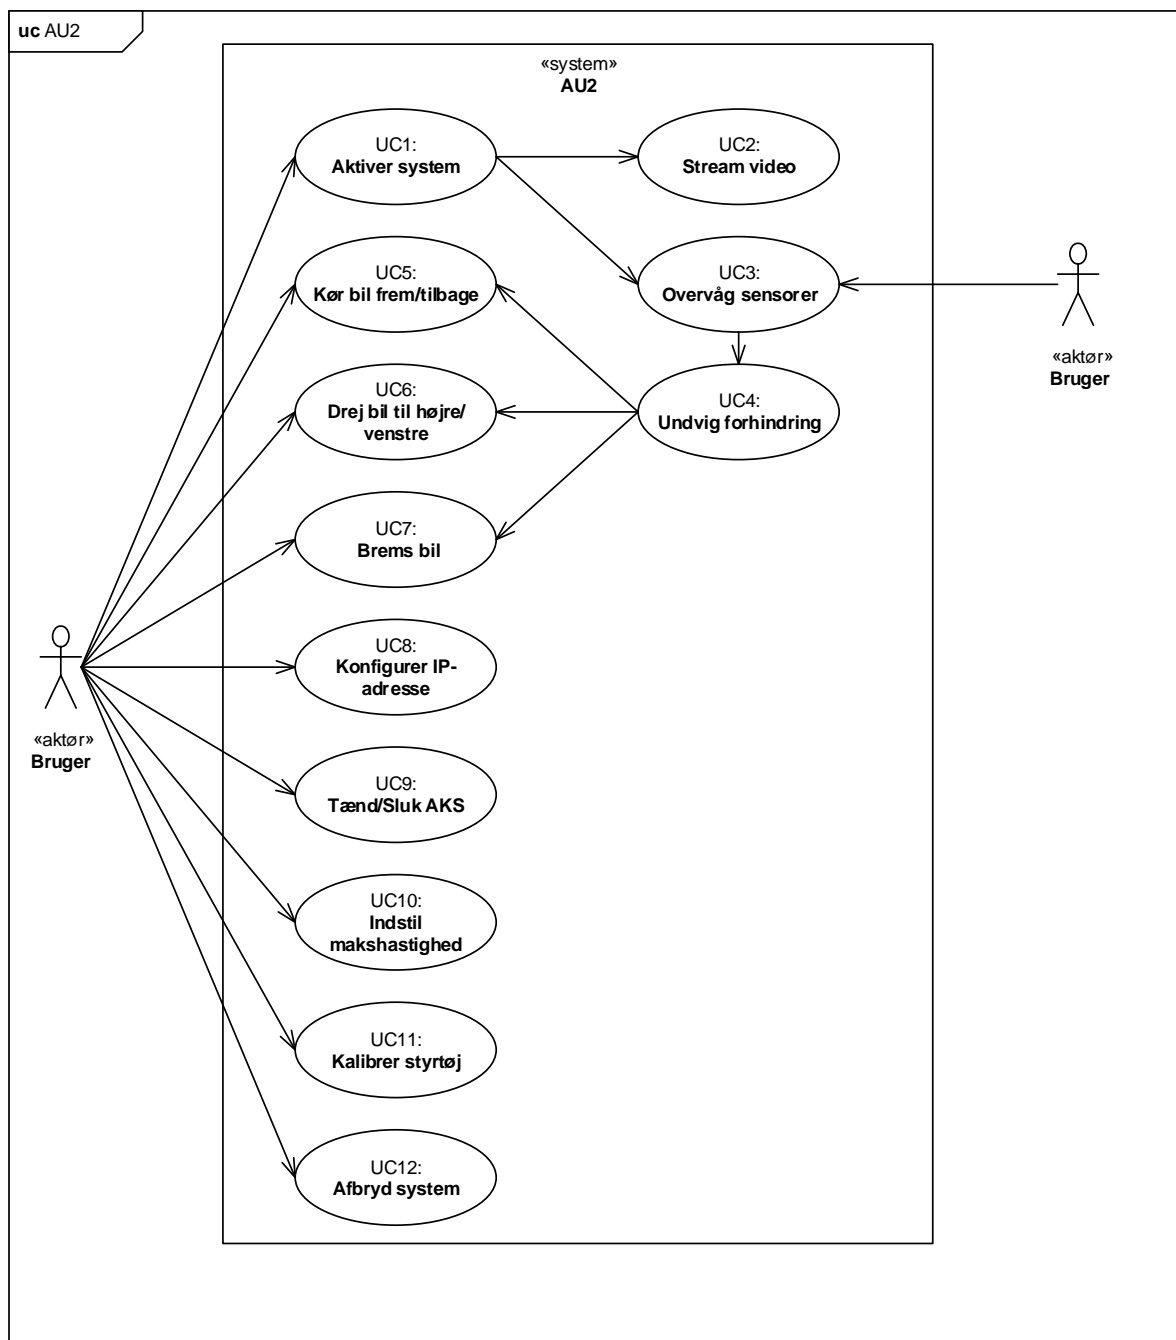 uc AU2
«system»
AU2
UC1:
Aktiver system
UC2:
Stream video
UC5:
Kør bil frem/tilbage
UC3:
Overvåg sensorer
«aktør»
Bruger
UC6:
Drej bil til højre/
venstre
UC4:
Undvig forhindring
UC7:
Brems bil
UC8:
Konfigurer IP-
adresse
«aktør»
Bruger
UC9:
Tænd/Sluk AKS
UC10:
Indstil
makshastighed
UC11:
Kalibrer styrtøj
UC12:
Afbryd system